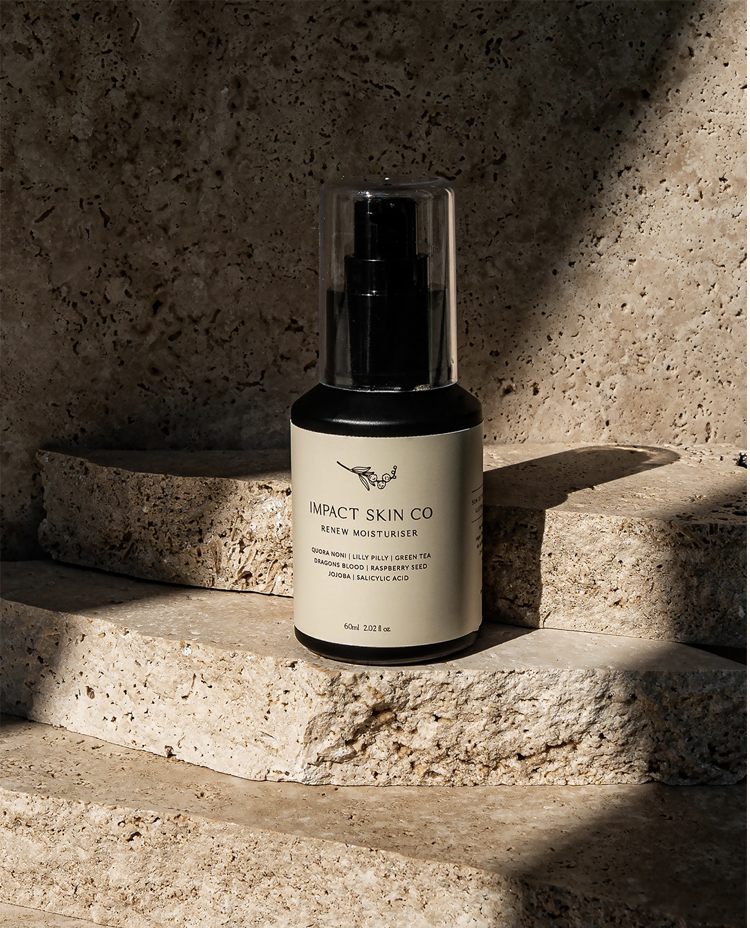 IMPACT SKIN CO
RENEW MOISTURISER
QUORA NONI | LILLY PILLY | GREEN TEA
DRAGONS BLOOD | RASPBERRY SEED
JOJOBA | SALICYLIC ACID
60ml 2.02 fl oz